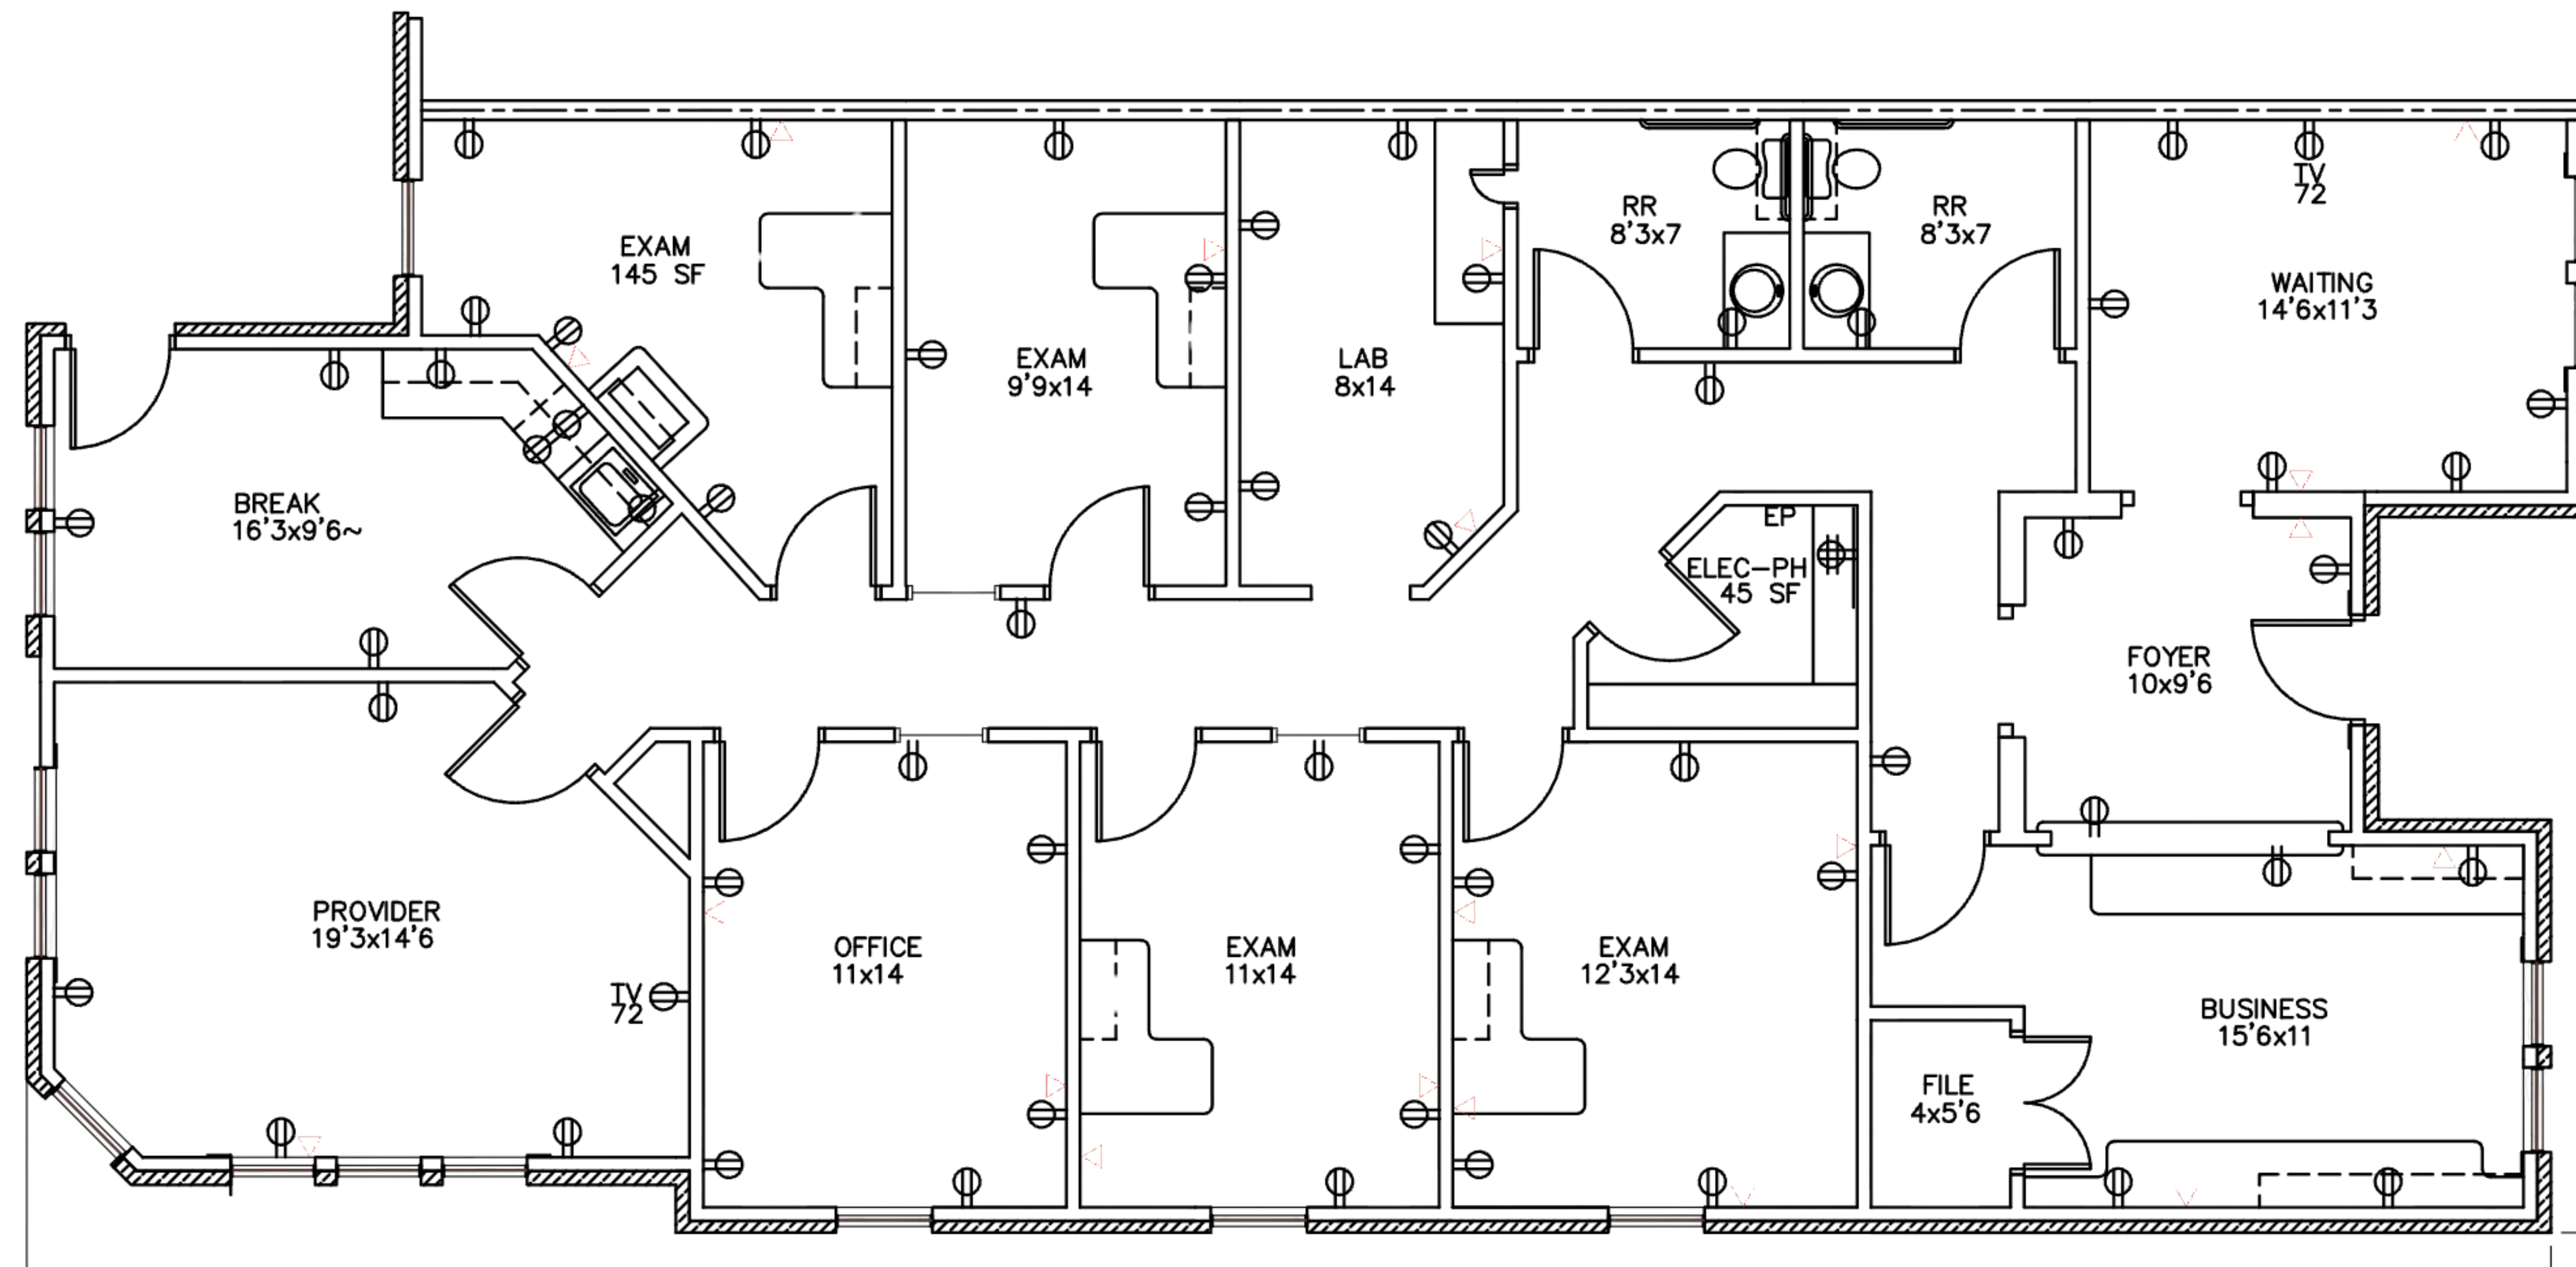 EXAM
145 SF
EXAM
9'9x14
LAB
8x14
RR
8'3x7
RR
8'3x7
TV
72
WAITING
14'6x11'3
BREAK
16'3x9'6~
EP
ELEC-PH
45 SF
FOYER
10x9'6
PROVIDER
19'3x14'6
TV
72
OFFICE
11x14
EXAM
11x14
EXAM
12'3x14
BUSINESS
15'6x11
FILE
4x5'6